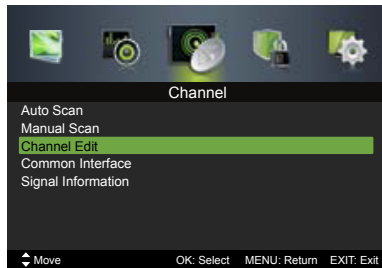 Channel
Auto Scan
Manual Scan
Channel Edit
Common Interface
Signal Information
Move OK: Select MENU: Return EXIT: Exit